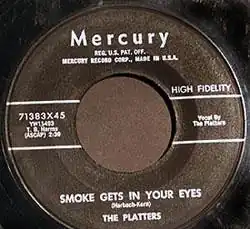 Mercury
REG. U.S. PAT. OFF.
MERCURY RECORD CORP., MADE IN U.S.A.
HIGH FIDELITY
71383X45
YW15493
T. B. Harms
(ASCAP) 2:39
Vocal By
The Platters
SMOKE GETS IN YOUR EYES
(Harbach-Kern)
THE PLATTERS